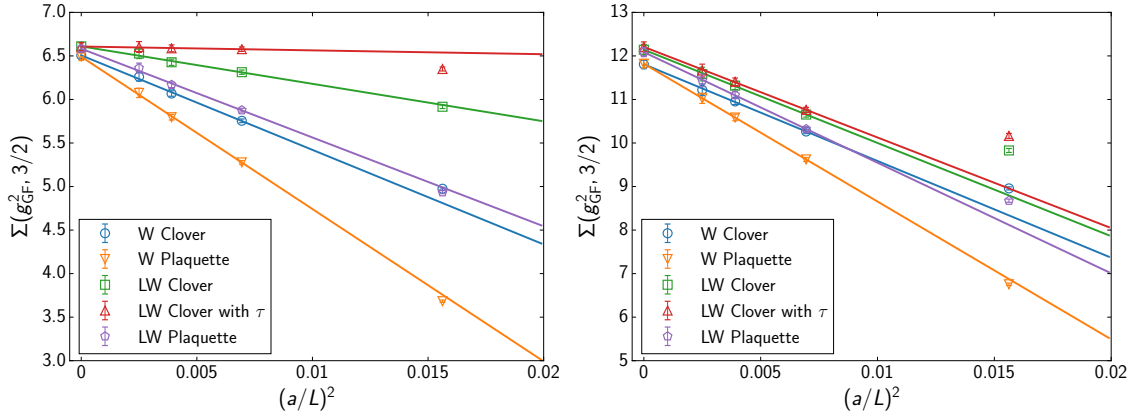 7.0
6.5
6.0
5.5
5.0
4.5
4.0
3.5
3.0
Σ(g²_GF, 3/2)
W Clover
W Plaquette
LW Clover
LW Clover with τ
LW Plaquette
0 0.005 0.01 0.015 0.02
(a/L)²
13
12
11
10
9
8
7
6
5
Σ(g²_GF, 3/2)
W Clover
W Plaquette
LW Clover
LW Clover with τ
LW Plaquette
0 0.005 0.01 0.015 0.02
(a/L)²